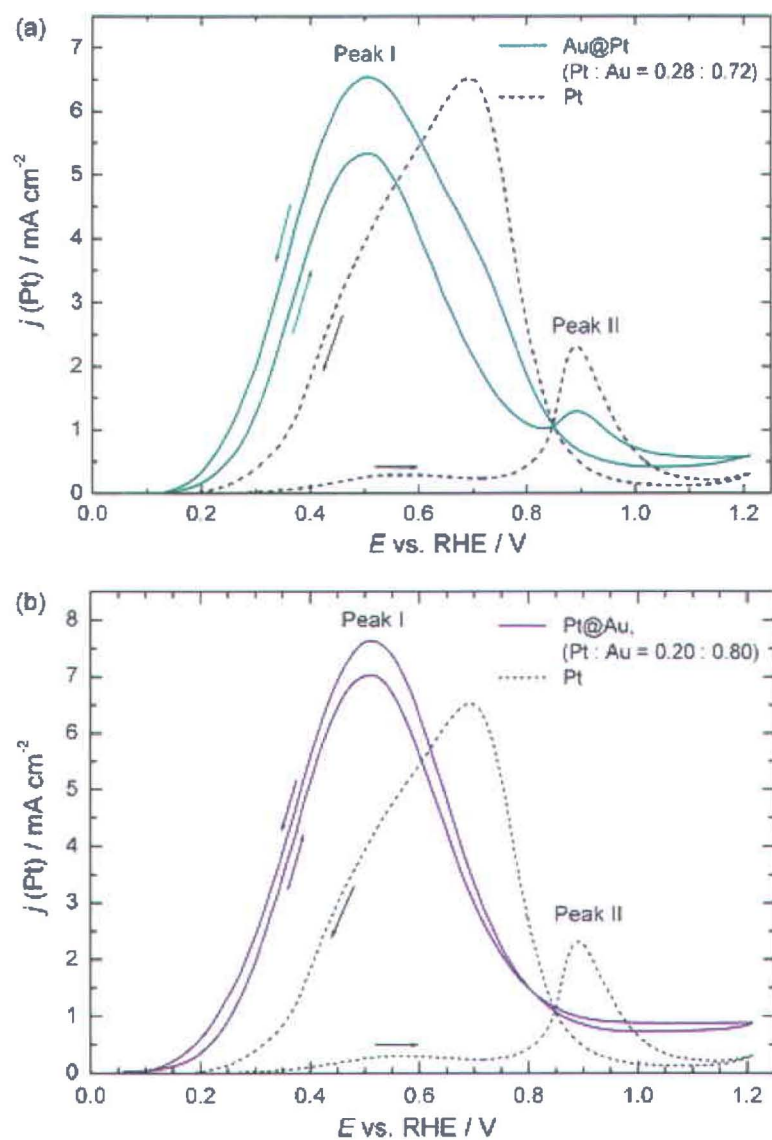 (a)
7
6
5
4
3
2
1
0
j (Pt) / mA cm⁻²
Peak I
Au@Pt
(Pt : Au = 0.28 : 0.72)
Pt
Peak II
0.0 0.2 0.4 0.6 0.8 1.0 1.2
E vs. RHE / V
(b)
8
7
6
5
4
3
2
1
0
j (Pt) / mA cm⁻²
Peak I
Pt@Au,
(Pt : Au = 0.20 : 0.80)
Pt
Peak II
0.0 0.2 0.4 0.6 0.8 1.0 1.2
E vs. RHE / V